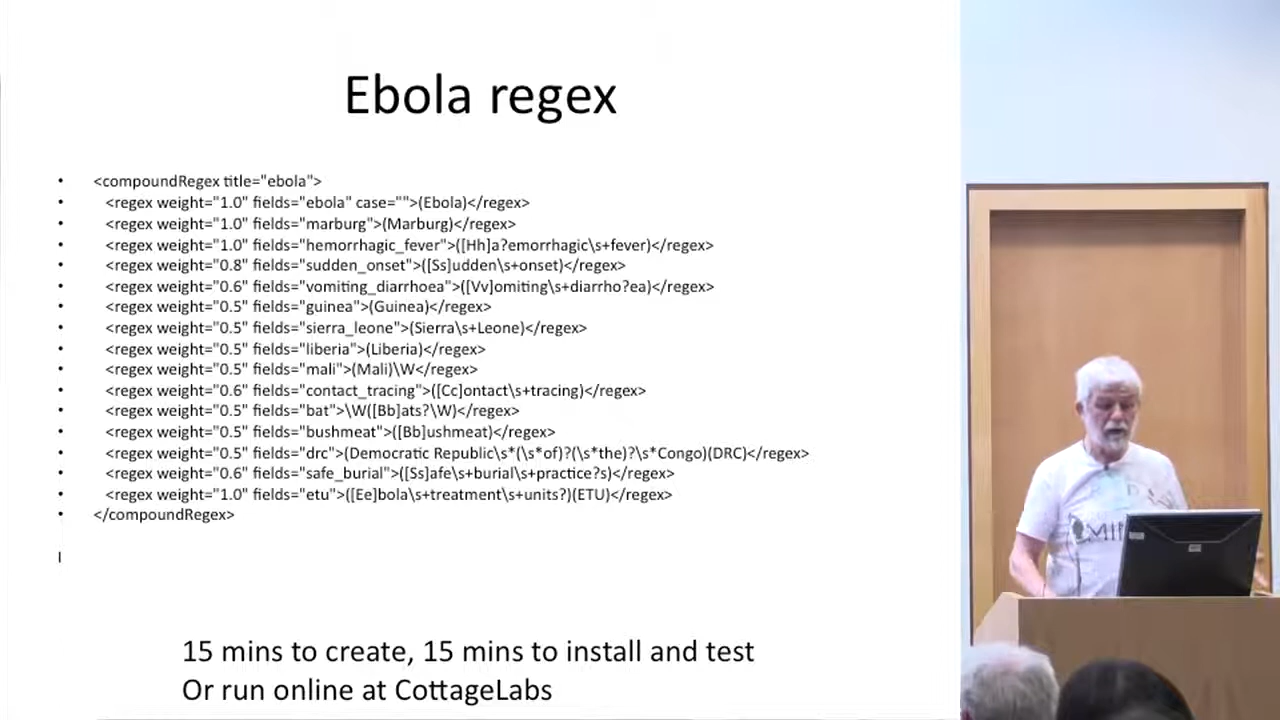 Ebola regex
• <compoundRegex title="ebola">
• <regex weight="1.0" fields="ebola" case="">(Ebola)</regex>
• <regex weight="1.0" fields="marburg">(Marburg)</regex>
• <regex weight="1.0" fields="hemorrhagic_fever">([Hh]a?emorrhagic\s+fever)</regex>
• <regex weight="0.8" fields="sudden_onset">([Ss]udden\s+onset)</regex>
• <regex weight="0.6" fields="vomiting_diarrhoea">([Vv]omiting\s+diarrho?ea)</regex>
• <regex weight="0.5" fields="guinea">(Guinea)</regex>
• <regex weight="0.5" fields="sierra_leone">(Sierra\s+Leone)</regex>
• <regex weight="0.5" fields="liberia">(Liberia)</regex>
• <regex weight="0.5" fields="mali">(Mali)\W</regex>
• <regex weight="0.6" fields="contact_tracing">([Cc]ontact\s+tracing)</regex>
• <regex weight="0.5" fields="bat">\W([Bb]ats?\W)</regex>
• <regex weight="0.5" fields="bushmeat">([Bb]ushmeat)</regex>
• <regex weight="0.5" fields="drc">(Democratic Republic\s*(\s*of)?(\s*the)?\s*Congo)(DRC)</regex>
• <regex weight="0.6" fields="safe_burial">([Ss]afe\s+burial\s+practice?s)</regex>
• <regex weight="1.0" fields="etu">([Ee]bola\s+treatment\s+units?)(ETU)</regex>
• </compoundRegex>
15 mins to create, 15 mins to install and test
Or run online at CottageLabs